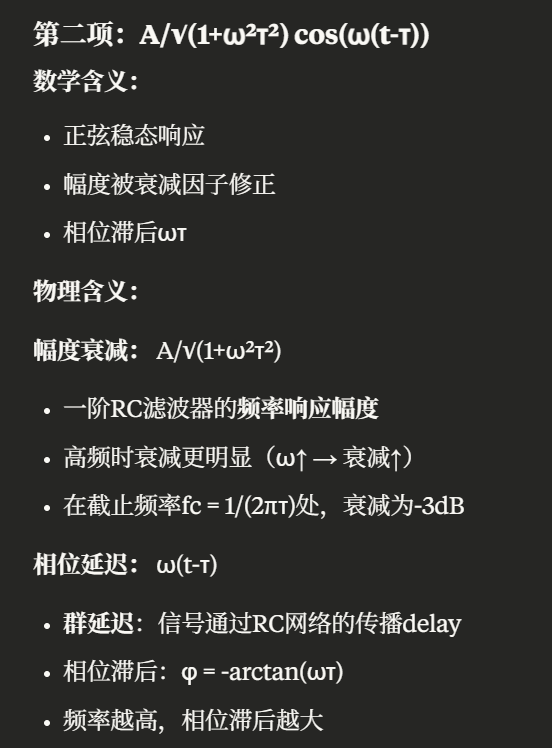 第二项：A/√(1+ω²τ²) cos(ω(t-τ))
数学含义：
• 正弦稳态响应
• 幅度被衰减因子修正
• 相位滞后ωτ
物理含义：
幅度衰减： A/√(1+ω²τ²)
• 一阶RC滤波器的频率响应幅度
• 高频时衰减更明显（ω↑ → 衰减↑）
• 在截止频率fc = 1/(2πτ)处，衰减为-3dB
相位延迟： ω(t-τ)
• 群延迟：信号通过RC网络的传播delay
• 相位滞后：φ = -arctan(ωτ)
• 频率越高，相位滞后越大